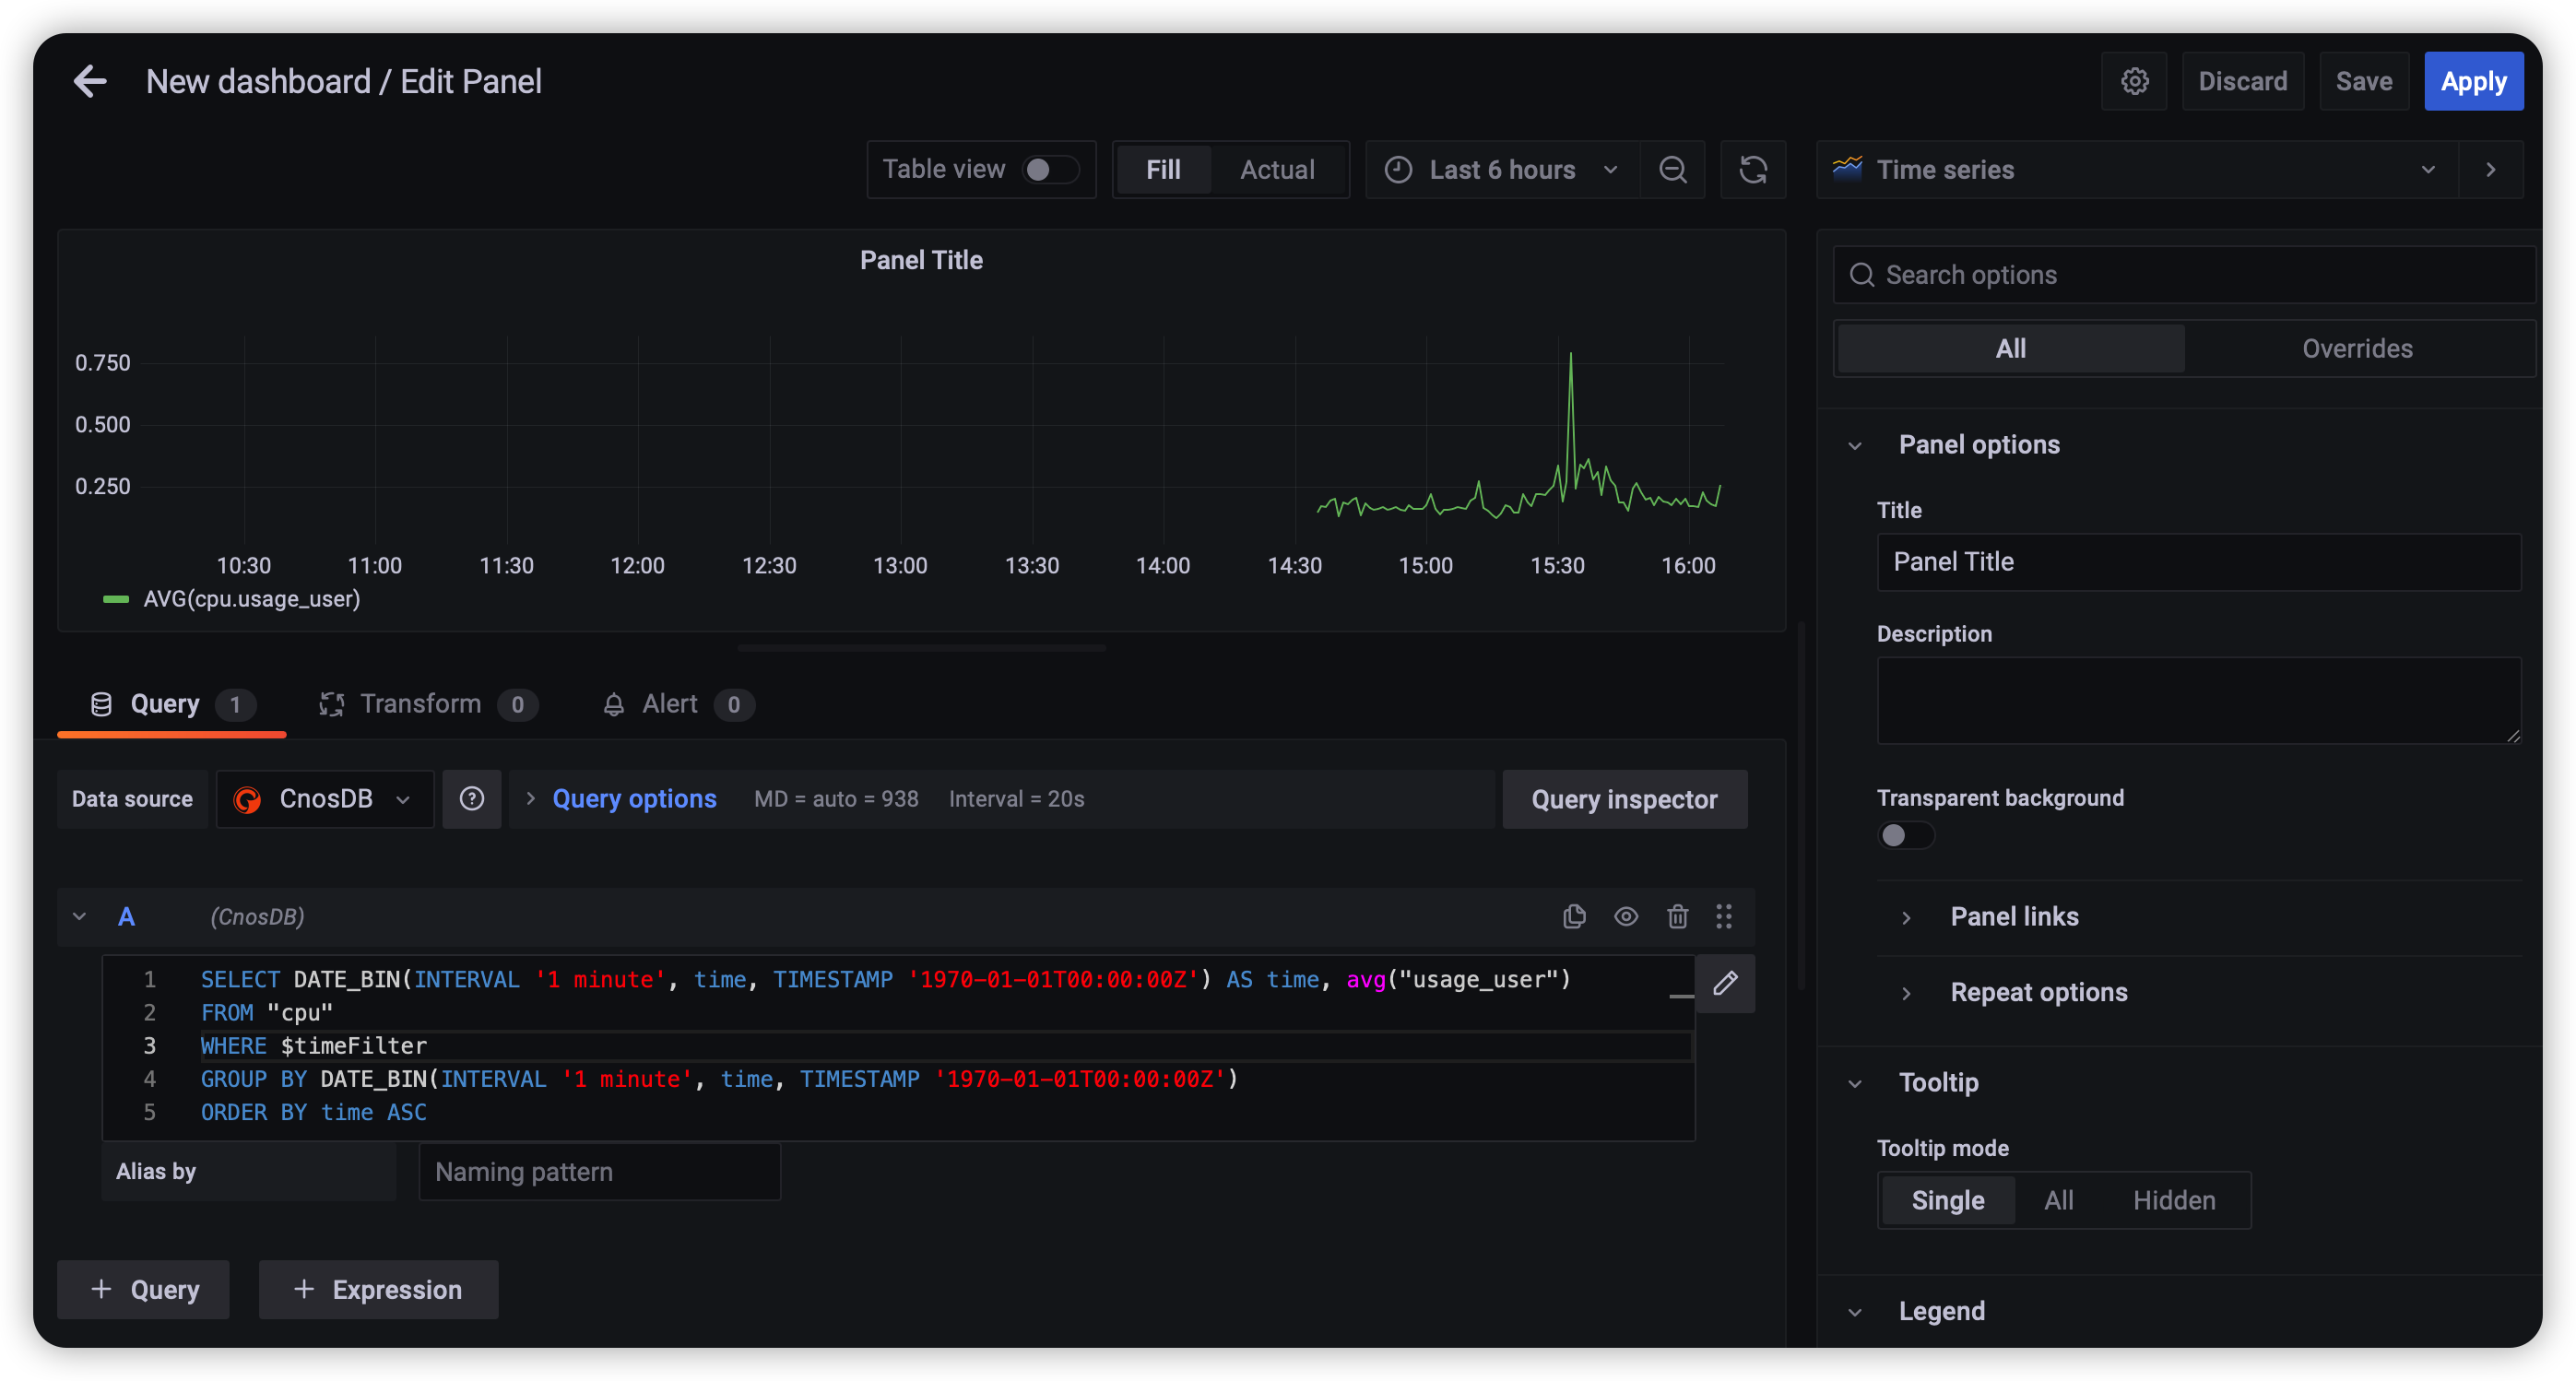 New dashboard / Edit Panel
Discard
Save
Apply
Table view
Fill
Actual
Last 6 hours
Time series
Panel Title
0.750
0.500
0.250
10:30 11:00 11:30 12:00 12:30 13:00 13:30 14:00 14:30 15:00 15:30 16:00
AVG(cpu.usage_user)
Query 1
Transform 0
Alert 0
Data source
CnosDB
Query options
MD = auto = 938
Interval = 20s
Query inspector
A
(CnosDB)
1 SELECT DATE_BIN(INTERVAL '1 minute', time, TIMESTAMP '1970-01-01T00:00:00Z') AS time, avg("usage_user")
2 FROM "cpu"
3 WHERE $timeFilter
4 GROUP BY DATE_BIN(INTERVAL '1 minute', time, TIMESTAMP '1970-01-01T00:00:00Z')
5 ORDER BY time ASC
Alias by
Naming pattern
+ Query
+ Expression
Search options
All
Overrides
Panel options
Title
Panel Title
Description
Transparent background
Panel links
Repeat options
Tooltip
Tooltip mode
Single
All
Hidden
Legend